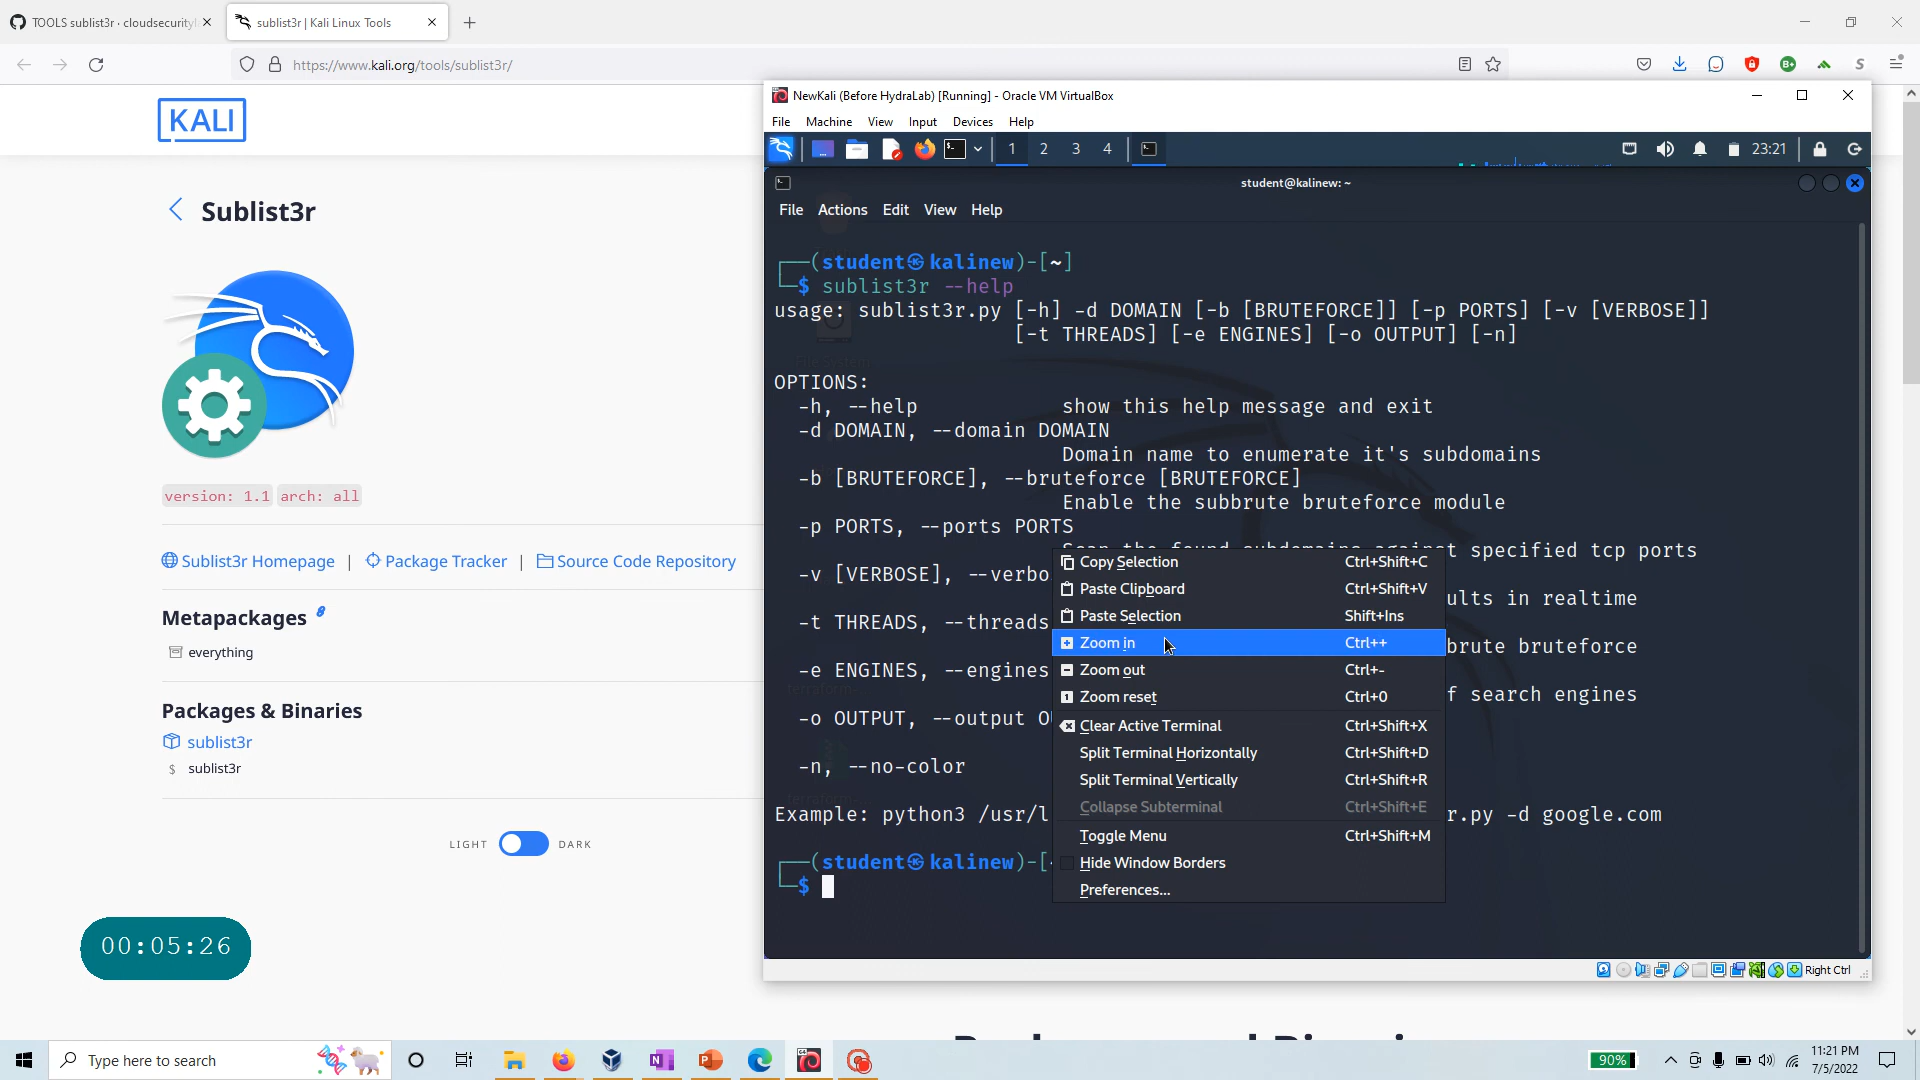 TOOLS sublist3r · cloudsecurityl
sublist3r | Kali Linux Tools
https://www.kali.org/tools/sublist3r/
KALI
Sublist3r
version: 1.1 arch: all
Sublist3r Homepage | Package Tracker | Source Code Repository
Metapackages
everything
Packages & Binaries
sublist3r
$ sublist3r
LIGHT DARK
00:05:26
NewKali (Before HydraLab) [Running] - Oracle VM VirtualBox
File Machine View Input Devices Help
1 2 3 4
23:21
student@kalinew: ~
File Actions Edit View Help
(student㉿kalinew)-[~]
$ sublist3r --help
usage: sublist3r.py [-h] -d DOMAIN [-b [BRUTEFORCE]] [-p PORTS] [-v [VERBOSE]]
[-t THREADS] [-e ENGINES] [-o OUTPUT] [-n]
OPTIONS:
-h, --help show this help message and exit
-d DOMAIN, --domain DOMAIN
Domain name to enumerate it's subdomains
-b [BRUTEFORCE], --bruteforce [BRUTEFORCE]
Enable the subbrute bruteforce module
-p PORTS, --ports PORTS
t specified tcp ports
-v [VERBOSE], --verbo
ults in realtime
-t THREADS, --threads
brute bruteforce
-e ENGINES, --engines
f search engines
-o OUTPUT, --output O
-n, --no-color
Example: python3 /usr/l r.py -d google.com
(student㉿kalinew)-[
$
Copy Selection Ctrl+Shift+C
Paste Clipboard Ctrl+Shift+V
Paste Selection Shift+Ins
Zoom in Ctrl++
Zoom out Ctrl+-
Zoom reset Ctrl+0
Clear Active Terminal Ctrl+Shift+X
Split Terminal Horizontally Ctrl+Shift+D
Split Terminal Vertically Ctrl+Shift+R
Collapse Subterminal Ctrl+Shift+E
Toggle Menu Ctrl+Shift+M
Hide Window Borders
Preferences...
Right Ctrl
Type here to search
90%
11:21 PM
7/5/2022